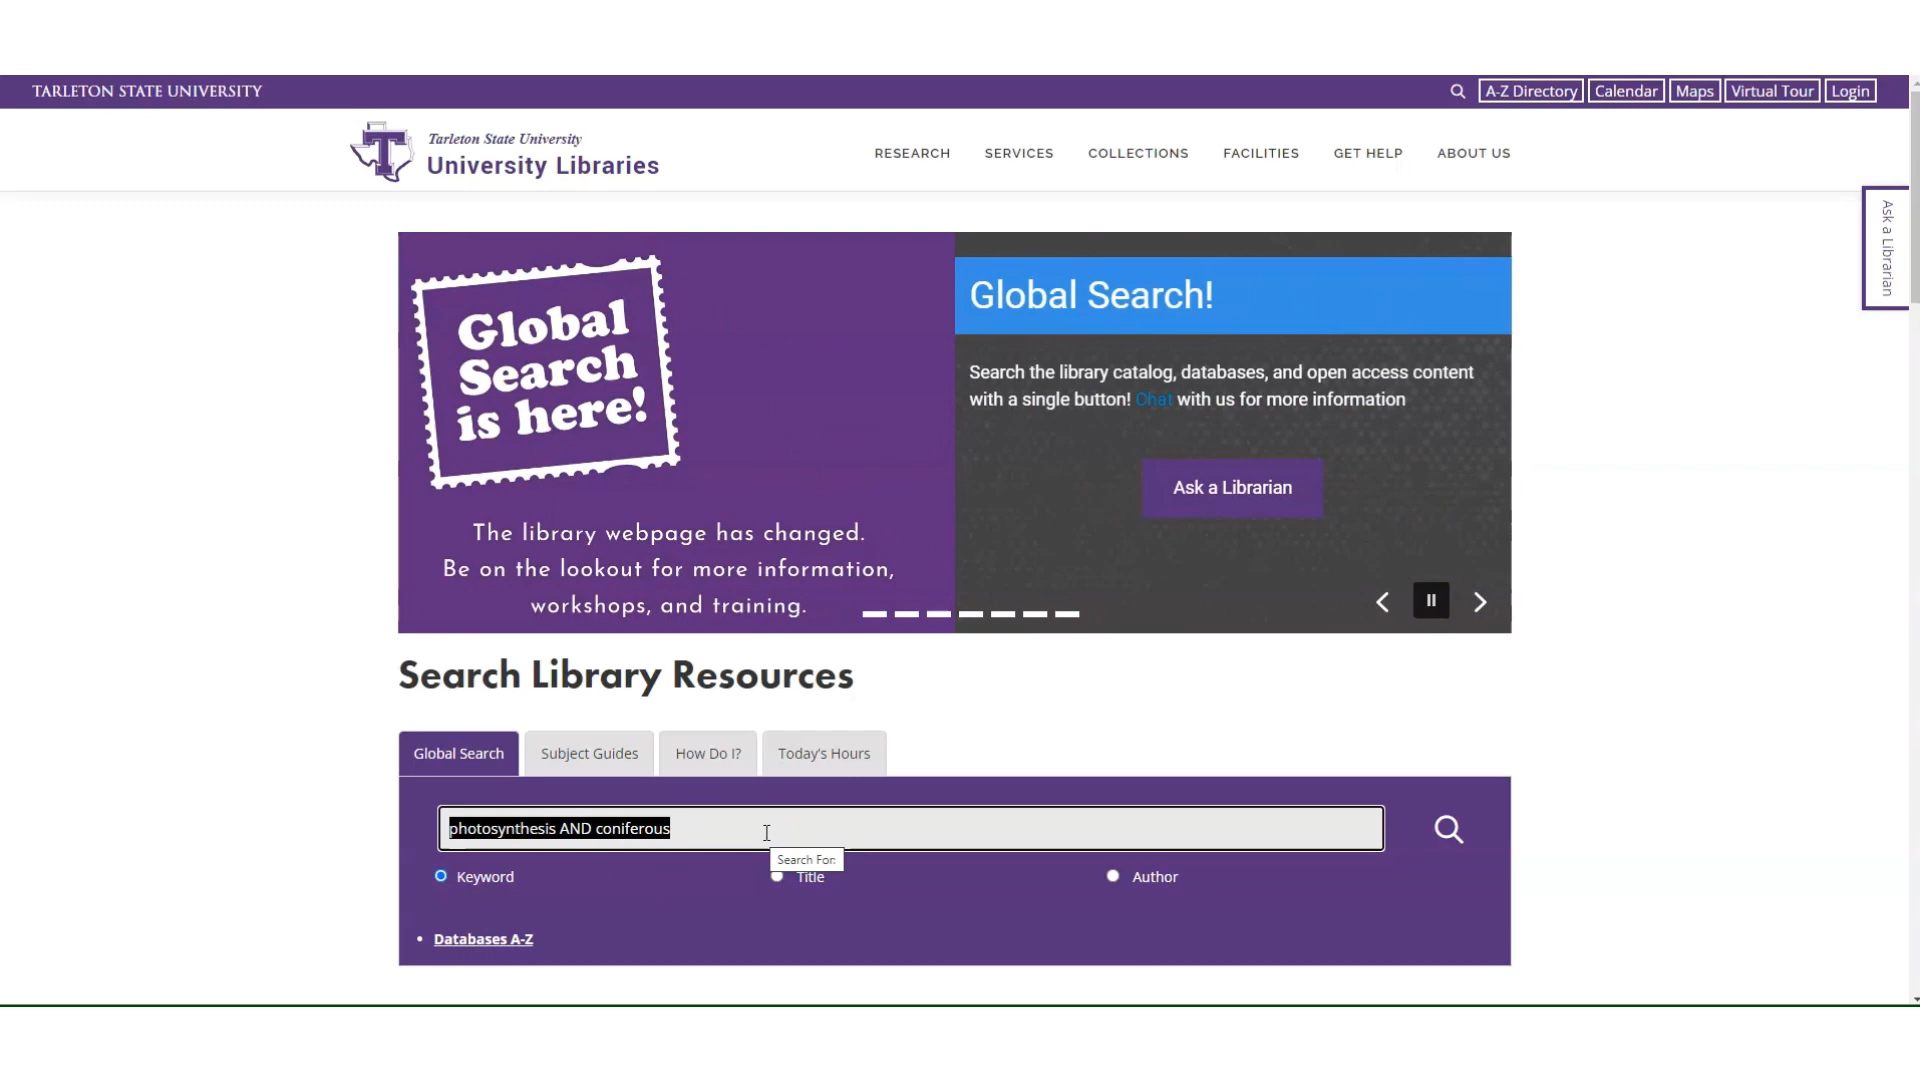 TARLETON STATE UNIVERSITY
A-Z Directory
Calendar
Maps
Virtual Tour
Login
Tarleton State University
University Libraries
RESEARCH
SERVICES
COLLECTIONS
FACILITIES
GET HELP
ABOUT US
Ask a Librarian
Global
Search
is here!
The library webpage has changed.
Be on the lookout for more information,
workshops, and training.
Global Search!
Search the library catalog, databases, and open access content
with a single button! Chat with us for more information
Ask a Librarian
Search Library Resources
Global Search
Subject Guides
How Do I?
Today's Hours
photosynthesis AND coniferous
Search For:
Keyword
Title
Author
Databases A-Z